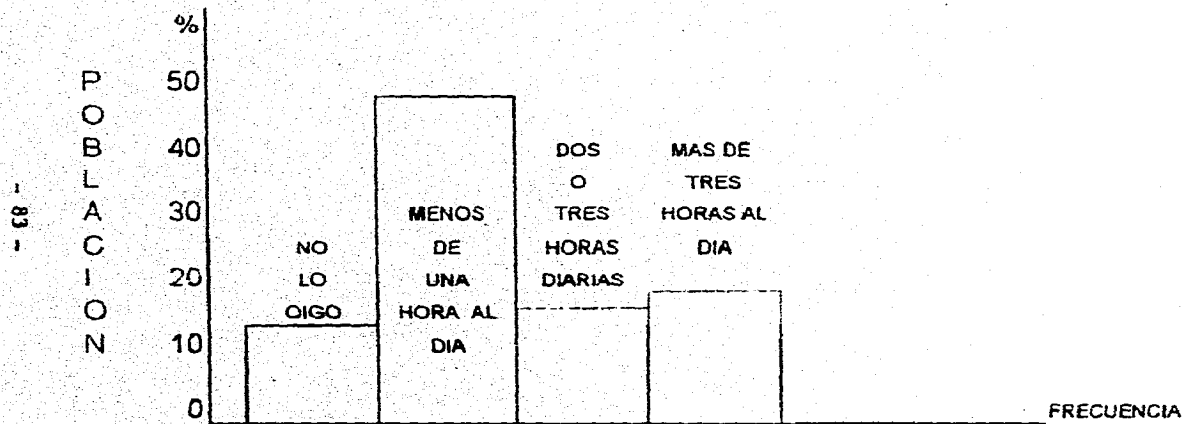 %
POBLACION
50
40
30
20
10
0
NO
LO
OIGO
MENOS
DE
UNA
HORA AL
DIA
DOS
O
TRES
HORAS
DIARIAS
MAS DE
TRES
HORAS AL
DIA
FRECUENCIA
- 83 -